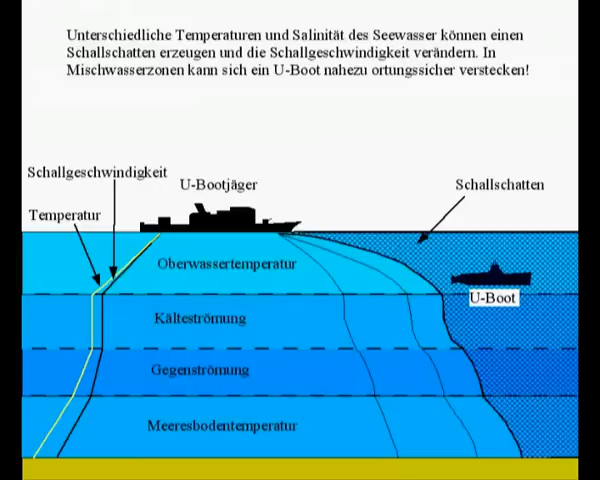 Unterschiedliche Temperaturen und Salinität des Seewasser können einen
Schallschatten erzeugen und die Schallgeschwindigkeit verändern. In
Mischwasserzonen kann sich ein U-Boot nahezu ortungssicher verstecken!
Schallgeschwindigkeit
U-Bootjäger
Schallschatten
Temperatur
Oberwassertemperatur
U-Boot
Kälteströmung
Gegenströmung
Meeresbodentemperatur